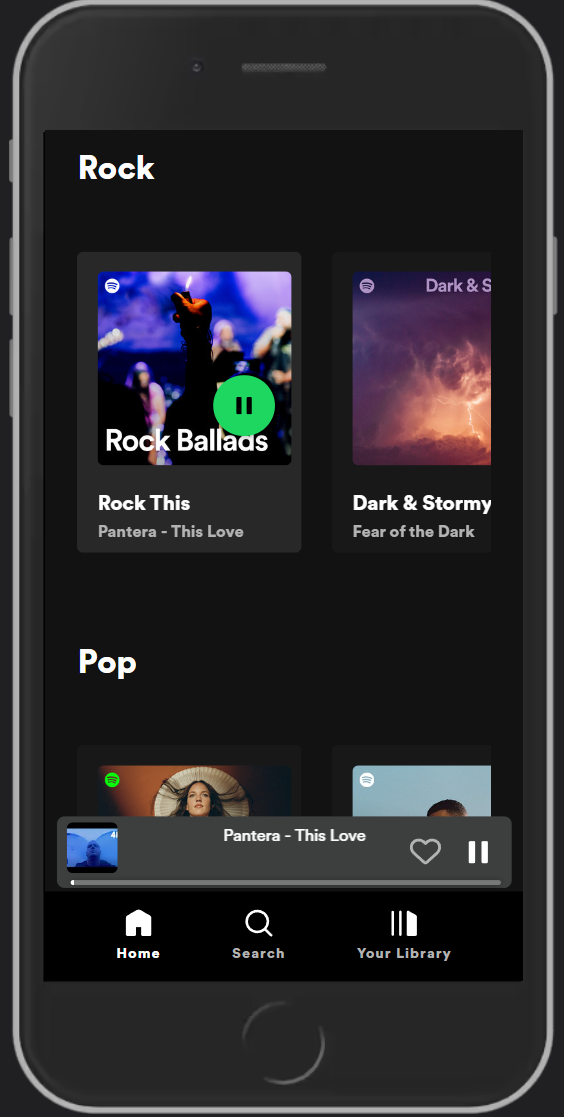 Rock
Dark & S
Rock Ballads
Rock This
Pantera - This Love
Dark & Stormy
Fear of the Dark
Pop
Pantera - This Love
Home
Search
Your Library